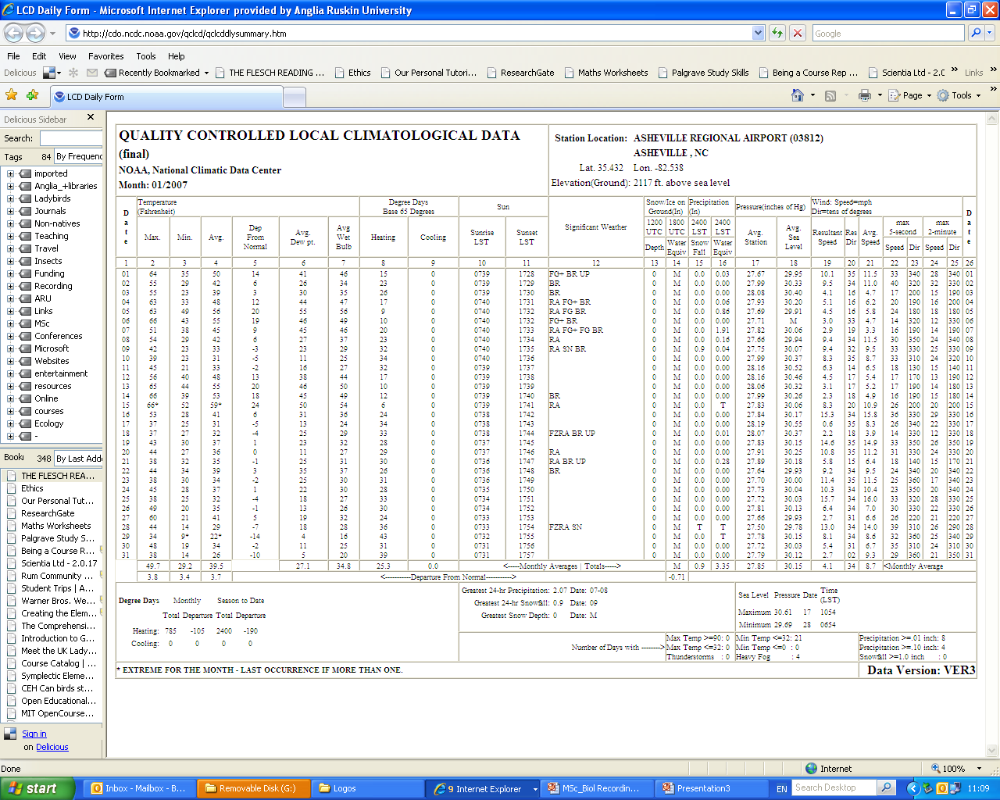 LCD Daily Form - Microsoft Internet Explorer provided by Anglia Ruskin University
http://cdo.ncdc.noaa.gov/qclcd/qclcddlysummary.htm
Google
File Edit View Favorites Tools Help
Delicious Recently Bookmarked THE FLESCH READING ... Ethics Our Personal Tutori... ResearchGate Maths Worksheets Palgrave Study Skills Being a Course Rep ... Scientia Ltd - 2.0 » Links »
LCD Daily Form Page Tools »
Delicious Sidebar
Search:
Tags 84 By Frequenc
imported
Anglia_+libraries
Ladybirds
Journals
Non-natives
Teaching
Travel
Insects
Funding
Recording
ARU
Links
MSc
Conferences
Microsoft
Websites
entertainment
resources
Online
courses
Ecology
-
Book 348 By Last Adde
THE FLESCH REA...
Ethics
Our Personal Tut...
ResearchGate
Maths Worksheets
Palgrave Study S...
Being a Course R...
Scientia Ltd - 2.0.17
Rum Community ...
Student Trips | A...
Warner Bros. We...
Creating the Elem...
The Comprehensi...
Introduction to G...
Meet the UK Lady...
Course Catalog | ...
Symplectic Eleme...
CEH Can birds st...
Open Educational...
MIT OpenCourse...
Sign in
on Delicious
QUALITY CONTROLLED LOCAL CLIMATOLOGICAL DATA
(final)
NOAA, National Climatic Data Center
Month: 01/2007
Station Location: ASHEVILLE REGIONAL AIRPORT (03812)
ASHEVILLE , NC
Lat. 35.432 Lon. -82.538
Elevation(Ground): 2117 ft. above sea level
Date
Temperature
(Fahrenheit)
Degree Days
Base 65 Degrees
Sun
Significant Weather
Snow/Ice on
Ground(In)
Precipitation
(In)
Pressure(inches of Hg)
Wind: Speed=mph
Dir=tens of degrees
Date
Max. Min. Avg. Dep From Normal Avg. Dew pt. Avg Wet Bulb Heating Cooling Sunrise LST Sunset LST 1200 UTC 1800 UTC 2400 LST 2400 LST Avg. Station Avg. Sea Level Resultant Speed Res Dir Avg. Speed max 5-second max 2-minute
Depth Water Equiv Snow Fall Water Equiv Speed Dir Speed Dir
1 2 3 4 5 6 7 8 9 10 11 12 13 14 15 16 17 18 19 20 21 22 23 24 25 26
01 64 35 50 14 41 46 15 0 0739 1728 FG+ BR UP 0 M 0.0 0.03 27.67 29.95 10.1 35 11.5 33 340 28 340 01
02 55 29 42 6 26 34 23 0 0739 1729 BR 0 M 0.0 0.00 27.99 30.33 9.5 34 11.0 40 320 32 330 02
03 55 23 39 3 30 35 26 0 0739 1730 BR 0 M 0.0 0.00 28.08 30.40 4.1 16 4.7 17 200 15 190 03
04 63 33 48 12 44 47 17 0 0740 1731 RA FG+ BR 0 M 0.0 0.06 27.93 30.20 5.1 16 6.2 20 190 16 200 04
05 63 49 56 20 55 56 9 0 0740 1732 RA FG BR 0 M 0.0 0.86 27.69 29.91 4.5 16 5.8 24 180 18 180 05
06 66 43 55 19 46 49 10 0 0740 1732 FG+ BR 0 M 0.0 0.00 27.71 M 3.0 33 4.7 14 320 12 330 06
07 51 38 45 9 45 46 20 0 0740 1733 RA FG+ FG BR 0 M 0.0 1.91 27.82 30.06 2.9 19 3.3 16 190 14 190 07
08 54 29 42 6 27 37 23 0 0740 1734 RA 0 M 0.0 0.16 27.66 29.94 9.4 34 11.5 30 350 24 340 08
09 42 23 33 -3 23 29 32 0 0740 1735 RA SN BR 0 M 0.9 0.04 27.75 30.07 9.4 32 9.5 33 330 25 330 09
10 39 23 31 -5 11 25 34 0 0740 1736 0 M 0.0 0.00 27.99 30.37 8.3 35 8.7 33 310 24 320 10
11 45 21 33 -2 16 27 32 0 0739 1737 0 M 0.0 0.00 28.16 30.52 6.3 14 6.5 18 130 15 140 11
12 56 40 48 13 38 44 17 0 0739 1738 0 M 0.0 0.00 28.16 30.46 4.5 17 5.4 17 170 13 190 12
13 65 44 55 20 46 50 10 0 0739 1739 0 M 0.0 0.00 28.06 30.32 3.1 17 5.2 17 190 14 180 13
14 66 39 53 18 45 49 12 0 0739 1740 BR 0 M 0.0 0.00 27.99 30.23 2.8 18 4.9 16 190 15 200 14
15 66* 52 59* 24 50 54 6 0 0739 1741 RA 0 M 0.0 T 27.83 30.06 8.3 20 10.9 26 200 20 200 15
16 53 28 41 6 31 36 24 0 0738 1742 0 M 0.0 0.00 27.84 30.17 15.3 34 15.8 36 330 29 330 16
17 37 25 31 -5 13 24 34 0 0738 1743 0 M 0.0 0.00 28.19 30.55 0.6 35 8.3 26 340 22 330 17
18 37 27 32 -4 25 29 33 0 0738 1744 FZRA BR UP 0 M 0.0 0.01 28.07 30.37 2.2 18 3.9 14 330 12 330 18
19 43 30 37 1 23 32 28 0 0737 1745 0 M 0.0 0.00 27.83 30.15 14.6 35 14.9 33 350 26 350 19
20 44 27 36 0 11 27 29 0 0737 1746 RA 0 M 0.0 0.00 27.91 30.25 10.8 35 11.2 31 330 24 330 20
21 38 32 35 -1 25 31 30 0 0736 1747 RA BR UP 0 M 0.0 0.28 27.89 30.18 5.8 15 6.4 18 140 15 170 21
22 44 34 39 3 35 37 26 0 0736 1748 BR 0 M 0.0 0.00 27.64 29.93 9.2 34 9.5 24 340 20 340 22
23 38 30 34 -2 25 30 31 0 0736 1749 0 M 0.0 0.00 27.70 30.00 11.4 35 11.5 25 360 17 340 23
24 45 28 37 1 22 30 28 0 0735 1750 0 M 0.0 0.00 27.73 30.04 10.3 34 10.4 23 350 20 340 24
25 38 25 32 -4 18 27 33 0 0734 1751 0 M 0.0 0.00 27.72 30.03 15.7 34 16.0 33 320 28 330 25
26 49 20 35 -1 13 26 30 0 0734 1752 0 M 0.0 0.00 27.81 30.13 6.4 34 7.0 30 330 22 330 26
27 60 21 41 5 19 32 24 0 0733 1753 0 M 0.0 0.00 27.66 29.93 2.7 31 6.6 26 220 21 220 27
28 44 14 29 -7 18 28 36 0 0733 1754 FZRA SN 0 M T T 27.50 29.78 13.0 34 14.0 39 310 26 290 28
29 34 9* 22* -14 4 16 43 0 0732 1755 0 M 0.0 T 27.78 30.15 8.1 34 8.6 32 360 25 340 29
30 48 19 34 -2 11 25 31 0 0731 1756 0 M 0.0 0.00 27.77 30.09 5.4 31 6.7 35 310 24 310 30
31 38 14 26 -10 5 20 39 0 0731 1757 0 M 0.0 0.00 27.79 30.12 2.7 02 9.3 29 21 350 31
49.7 29.2 39.5 27.1 34.8 25.3 0.0 <-----Monthly Averages | Totals-----> M 0.9 3.35 27.85 30.15 4.1 34 8.7 <Monthly Average
3.8 3.4 3.7 <-----------Departure From Normal-----------> -0.71
Degree Days Monthly Season to Date
Total Departure Total Departure
Heating: 785 -105 2400 -190
Cooling: 0 0 0 0
Greatest 24-hr Precipitation: 2.07 Date: 07-08
Greatest 24-hr Snowfall: 0.9 Date: 09
Greatest Snow Depth: 0 Date: M
Sea Level Pressure Date Time (LST)
Maximum 30.61 17 1054
Minimum 29.69 28 0654
Number of Days with -------->
Max Temp >=90: 0 Min Temp <=32: 21 Precipitation >=.01 inch: 8
Max Temp <=32: 0 Min Temp <=0 : 0 Precipitation >=.10 inch: 4
Thunderstorms : 0 Heavy Fog : 4 Snowfall >=1.0 inch : 0
* EXTREME FOR THE MONTH - LAST OCCURRENCE IF MORE THAN ONE.
Data Version: VER3
Done Internet 100%
start Inbox - Mailbox - B... Removable Disk (G:) Logos 9 Internet Explorer MSc_Biol Recordin... Presentation3 EN Search Desktop 11:09